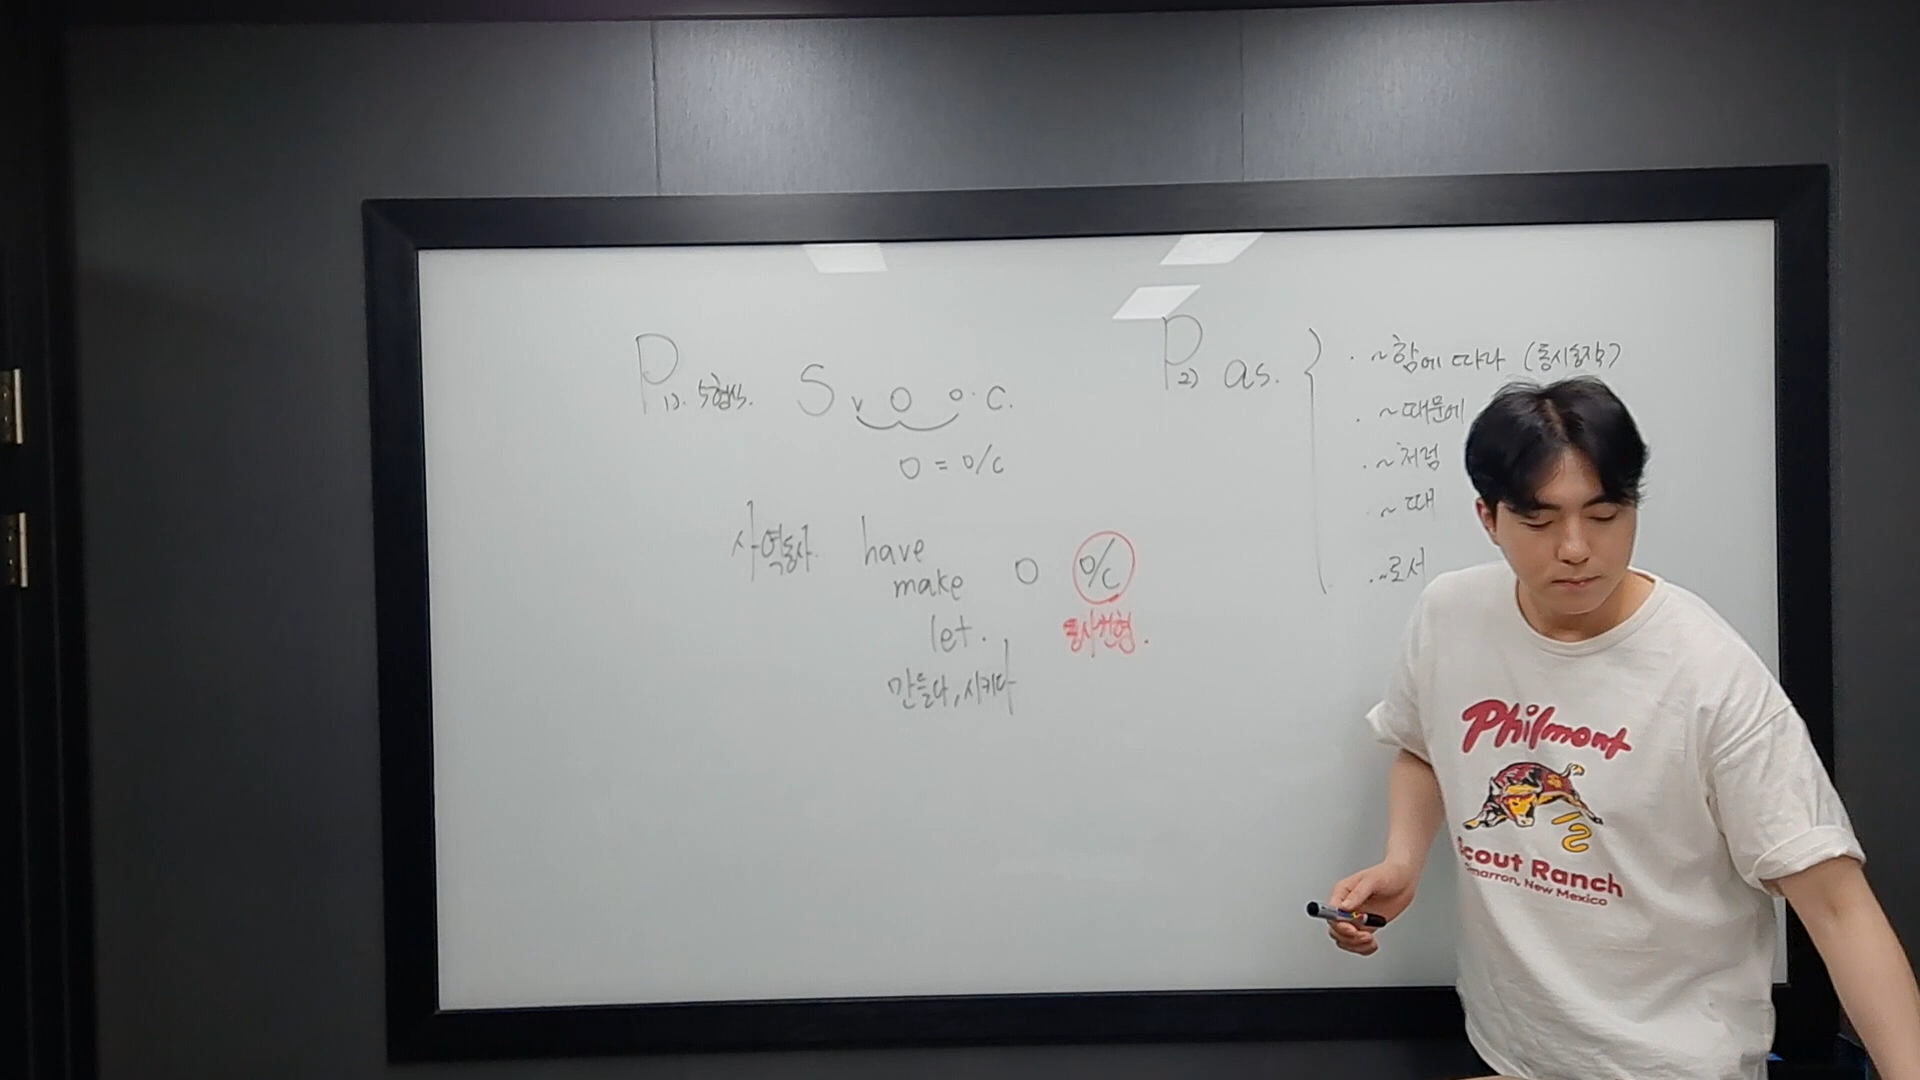 P 1). 5형식. S v O o.c.
O = O/C
사역동사. have
make O O/C
let.
동사원형.
만들다, 시키다
P 2) as.
· ~함에 따라 (동시동작)
· ~때문에
· ~처럼
· ~때
· ~로서
Philmont
Scout Ranch
Cimarron, New Mexico